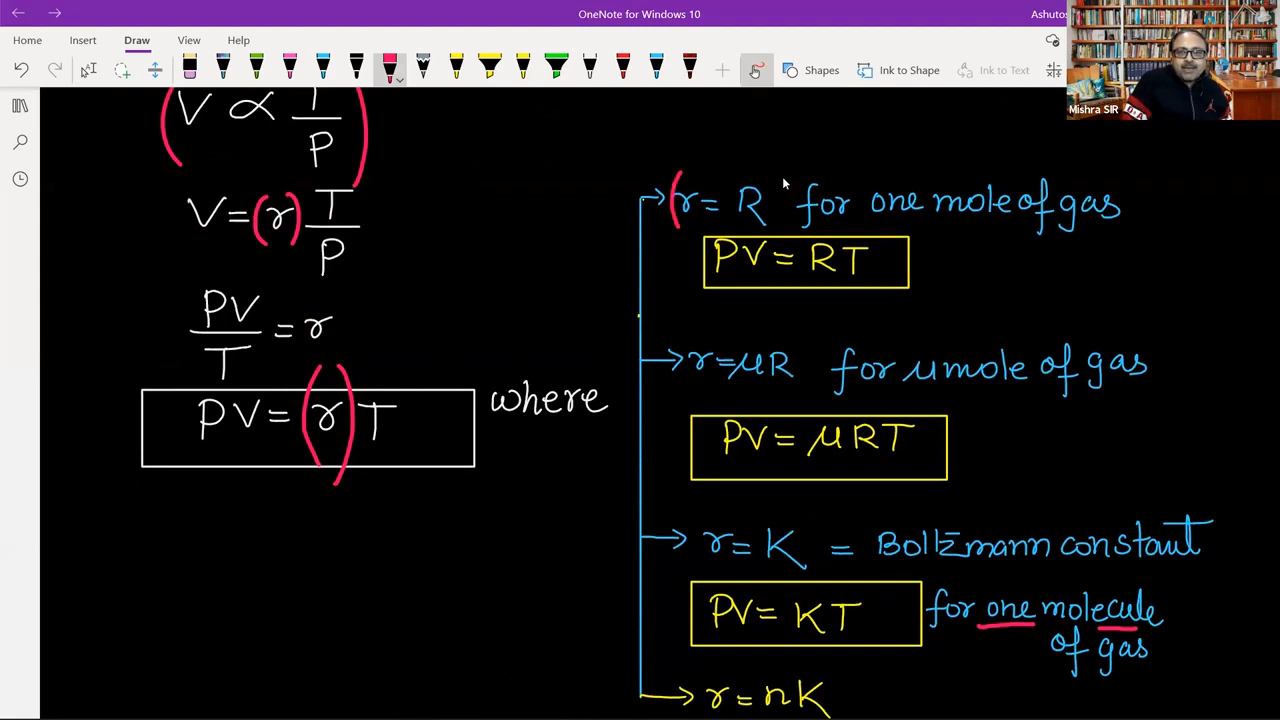 OneNote for Windows 10
Ashutos
Home Insert Draw View Help
Shapes Ink to Shape Ink to Text
Mishra SIR
V ∝ T/P
V = (r) T/P
PV/T = r
PV = (r) T
where
r = R for one mole of gas
PV = RT
r = μR for μ mole of gas
PV = μRT
r = K = Boltzmann constant
PV = KT for one molecule
of gas
r = nK